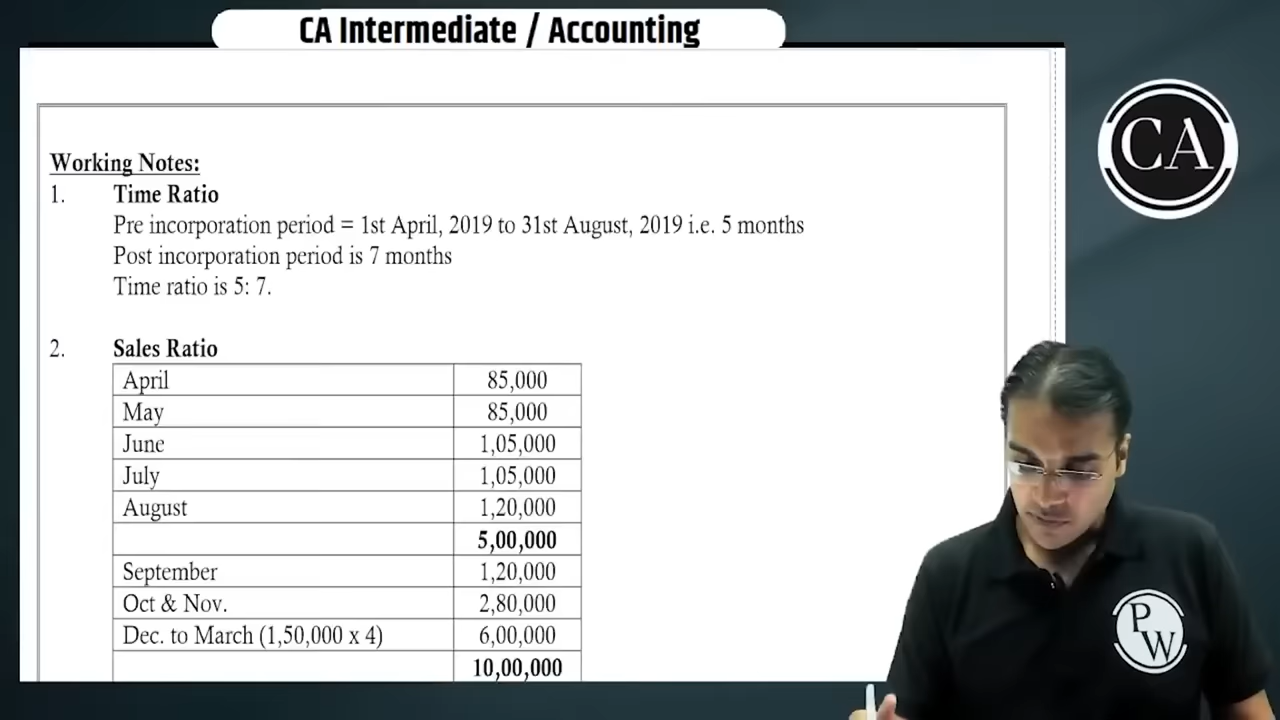 CA Intermediate / Accounting
CA
Working Notes:
1. Time Ratio
Pre incorporation period = 1st April, 2019 to 31st August, 2019 i.e. 5 months
Post incorporation period is 7 months
Time ratio is 5: 7.
2. Sales Ratio
April 85,000
May 85,000
June 1,05,000
July 1,05,000
August 1,20,000
5,00,000
September 1,20,000
Oct & Nov. 2,80,000
Dec. to March (1,50,000 x 4) 6,00,000
10,00,000
P
W